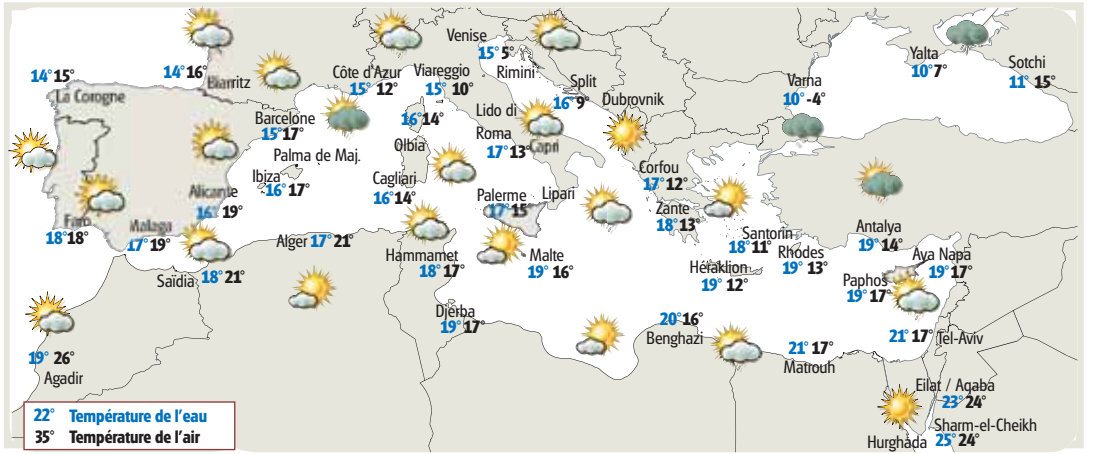 Venise
15° 5°
Rimini
Yalta
10° 7°
Sotchi
11° 15°
14° 15°
La Corogne
14° 16°
Biarritz
Côte d'Azur
15° 12°
Viareggio
15° 10°
Split
16° 9°
Dubrovnik
Varna
10° -4°
Barcelone
15° 17°
16° 14°
Olbia
Lido di
Roma
17° 13°
Capri
Palma de Maj.
Ibiza
16° 17°
Cagliari
16° 14°
Corfou
17° 12°
Alicante
16° 19°
Palerme
17° 15°
Lipari
Zante
18° 13°
Santorin
18° 11°
Rhodes
19° 13°
Antalya
19° 14°
Aya Napa
19° 17°
Faro
18° 18°
Malaga
17° 19°
Alger 17° 21°
Hammamet
18° 17°
Malte
19° 16°
Héraklion
19° 12°
Paphos
19° 17°
Saïdia
18° 21°
Djerba
19° 17°
20° 16°
Benghazi
21° 17°
Matrouh
21° 17°
Tel-Aviv
19° 26°
Agadir
Eilat / Aqaba
23° 24°
Sharm-el-Cheikh
Hurghada
25° 24°
22° Température de l'eau
35° Température de l'air